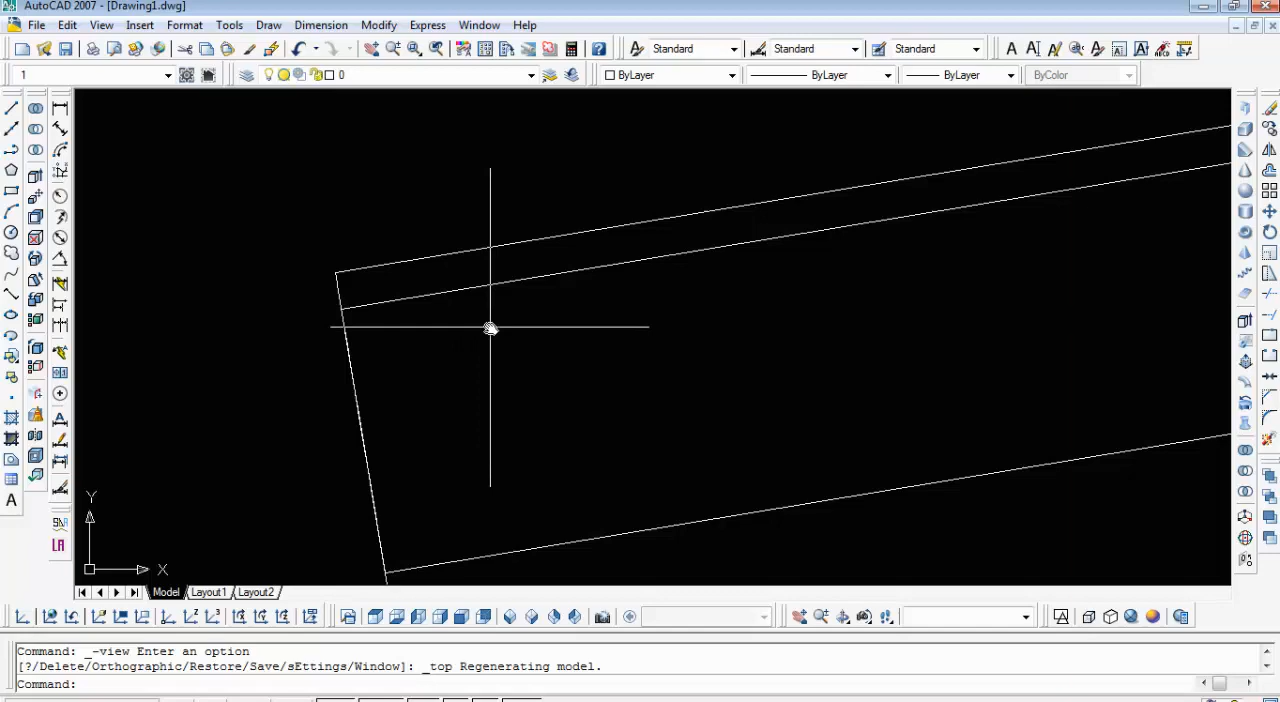 AutoCAD 2007 - [Drawing1.dwg]
File Edit View Insert Format Tools Draw Dimension Modify Express Window Help
Standard Standard Standard
1 0 ByLayer ByLayer ByLayer ByColor
A
Y
X
Model Layout1 Layout2
Command: _-view Enter an option
[?/Delete/Orthographic/Restore/Save/sEttings/Window]: _top Regenerating model.
Command: